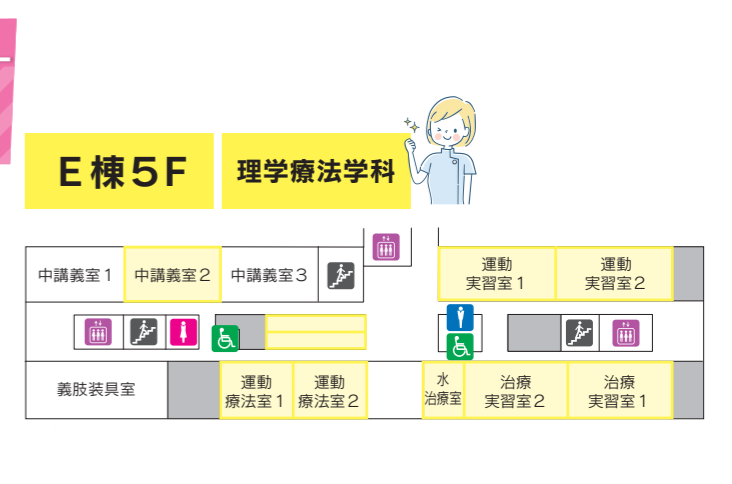 E棟5F
理学療法学科
中講義室1
中講義室2
中講義室3
運動
実習室1
運動
実習室2
義肢装具室
運動
療法室1
運動
療法室2
水
治療室
治療
実習室2
治療
実習室1